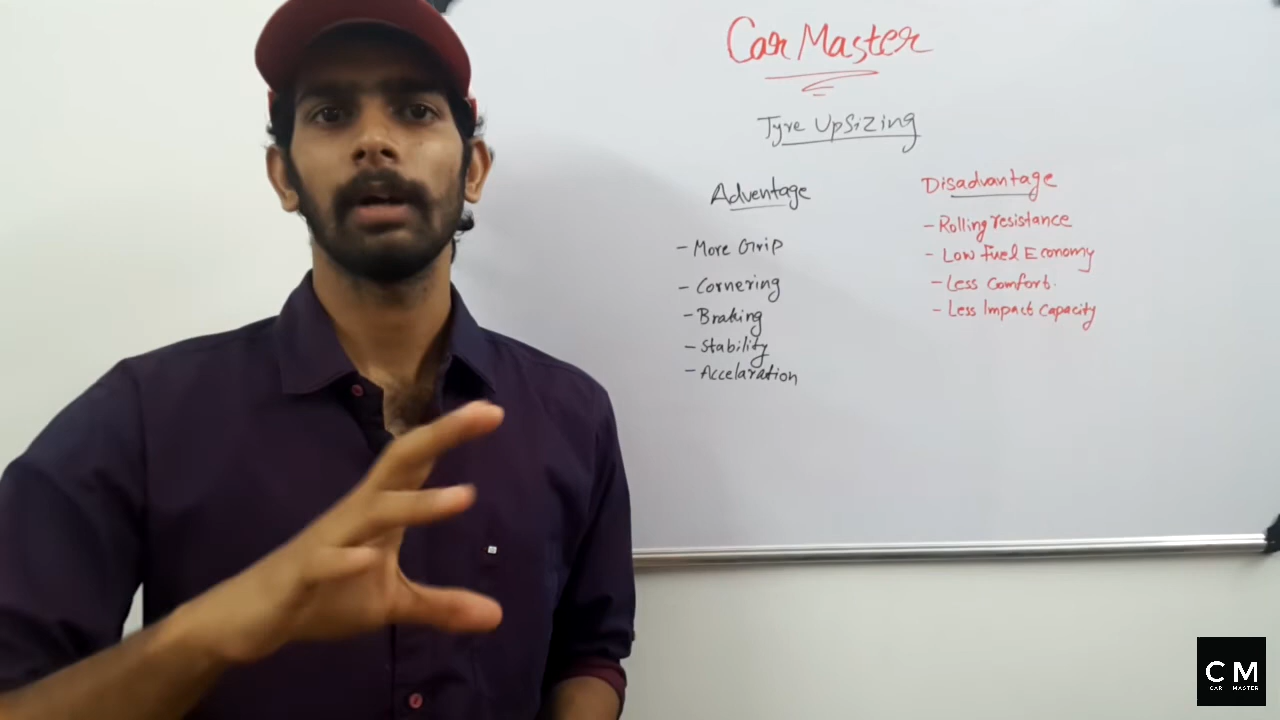 Car Master
Tyre UpSizing
Adventage
- More Grip
- Cornering
- Braking
- Stability
- Accelaration
Disadvantage
- Rolling resistance
- Low fuel Economy
- Less Comfort.
- Less Impact Capacity
CM
CAR MASTER